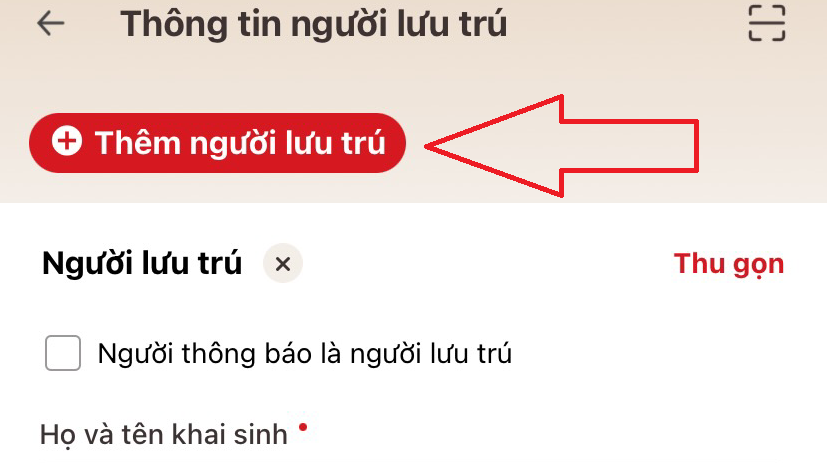 Thông tin người lưu trú
Thêm người lưu trú
Người lưu trú
Thu gọn
Người thông báo là người lưu trú
Họ và tên khai sinh